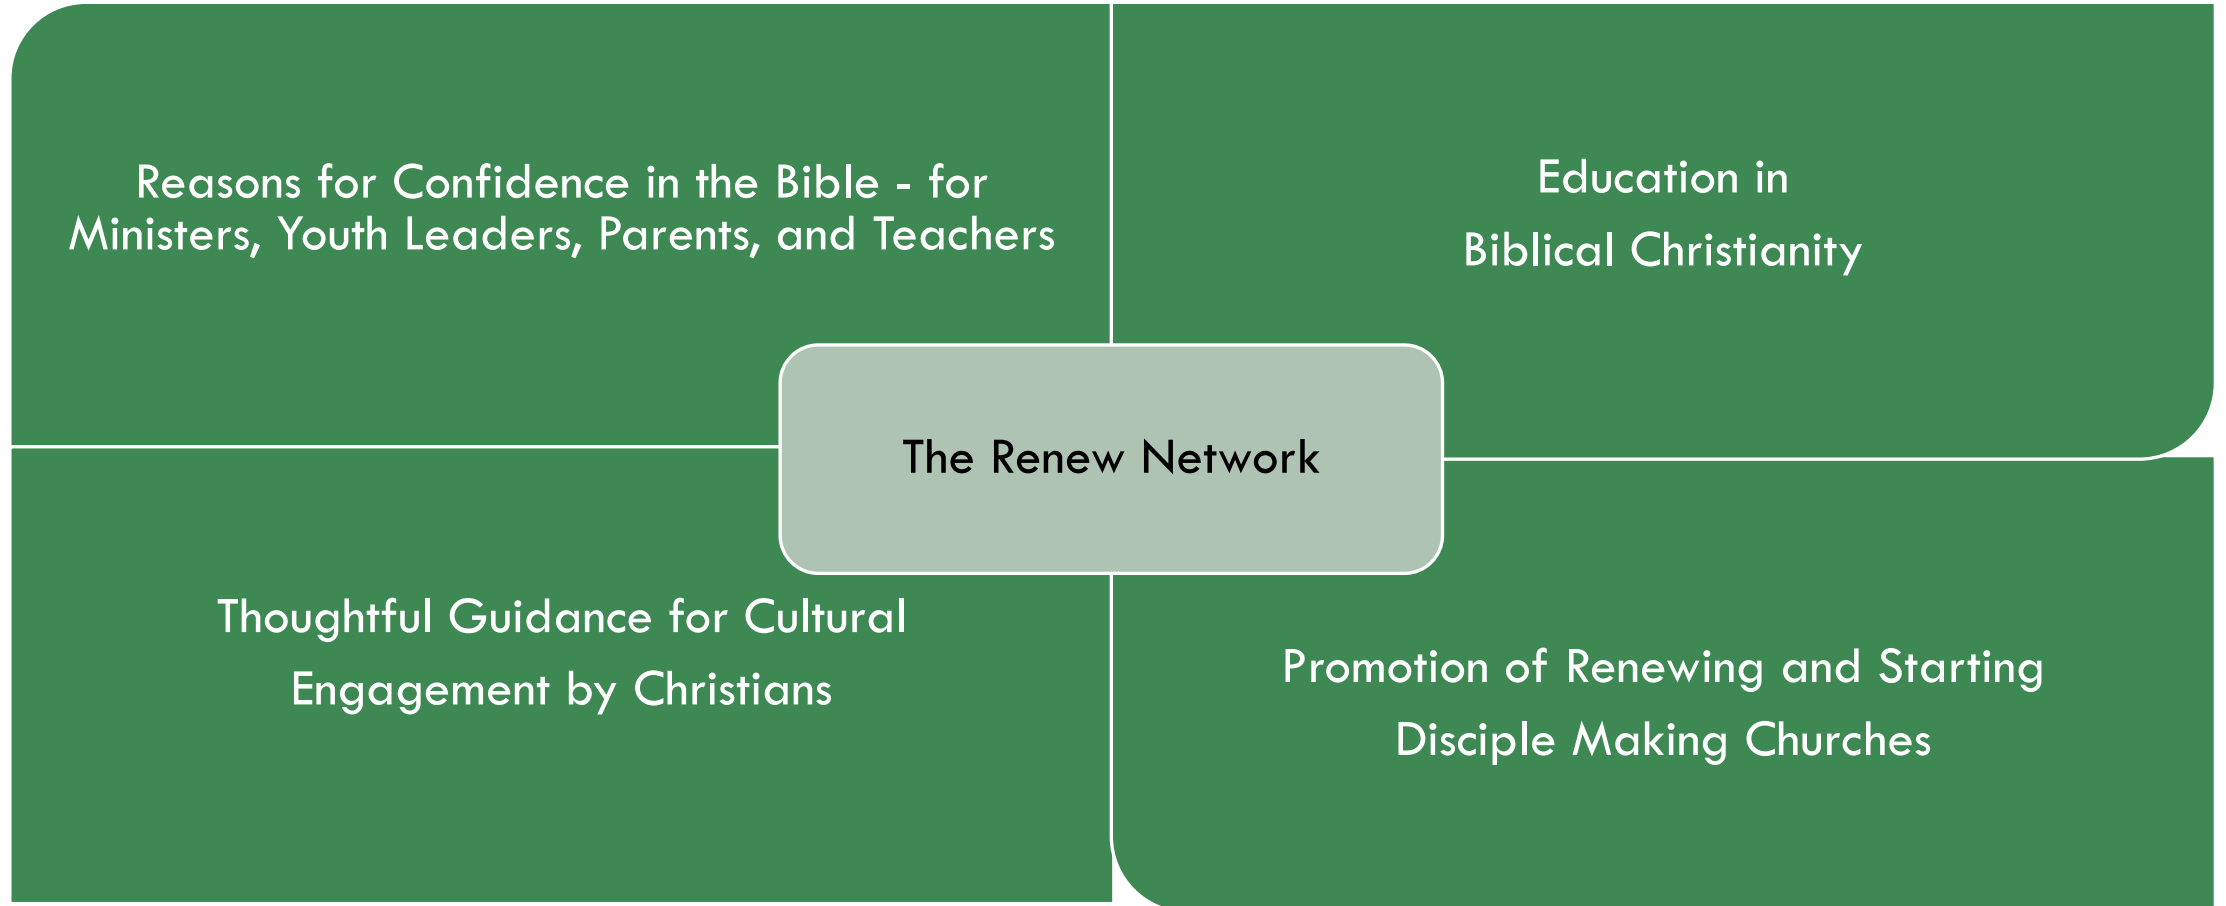 Reasons for Confidence in the Bible - for
Ministers, Youth Leaders, Parents, and Teachers
Education in
Biblical Christianity
The Renew Network
Thoughtful Guidance for Cultural
Engagement by Christians
Promotion of Renewing and Starting
Disciple Making Churches